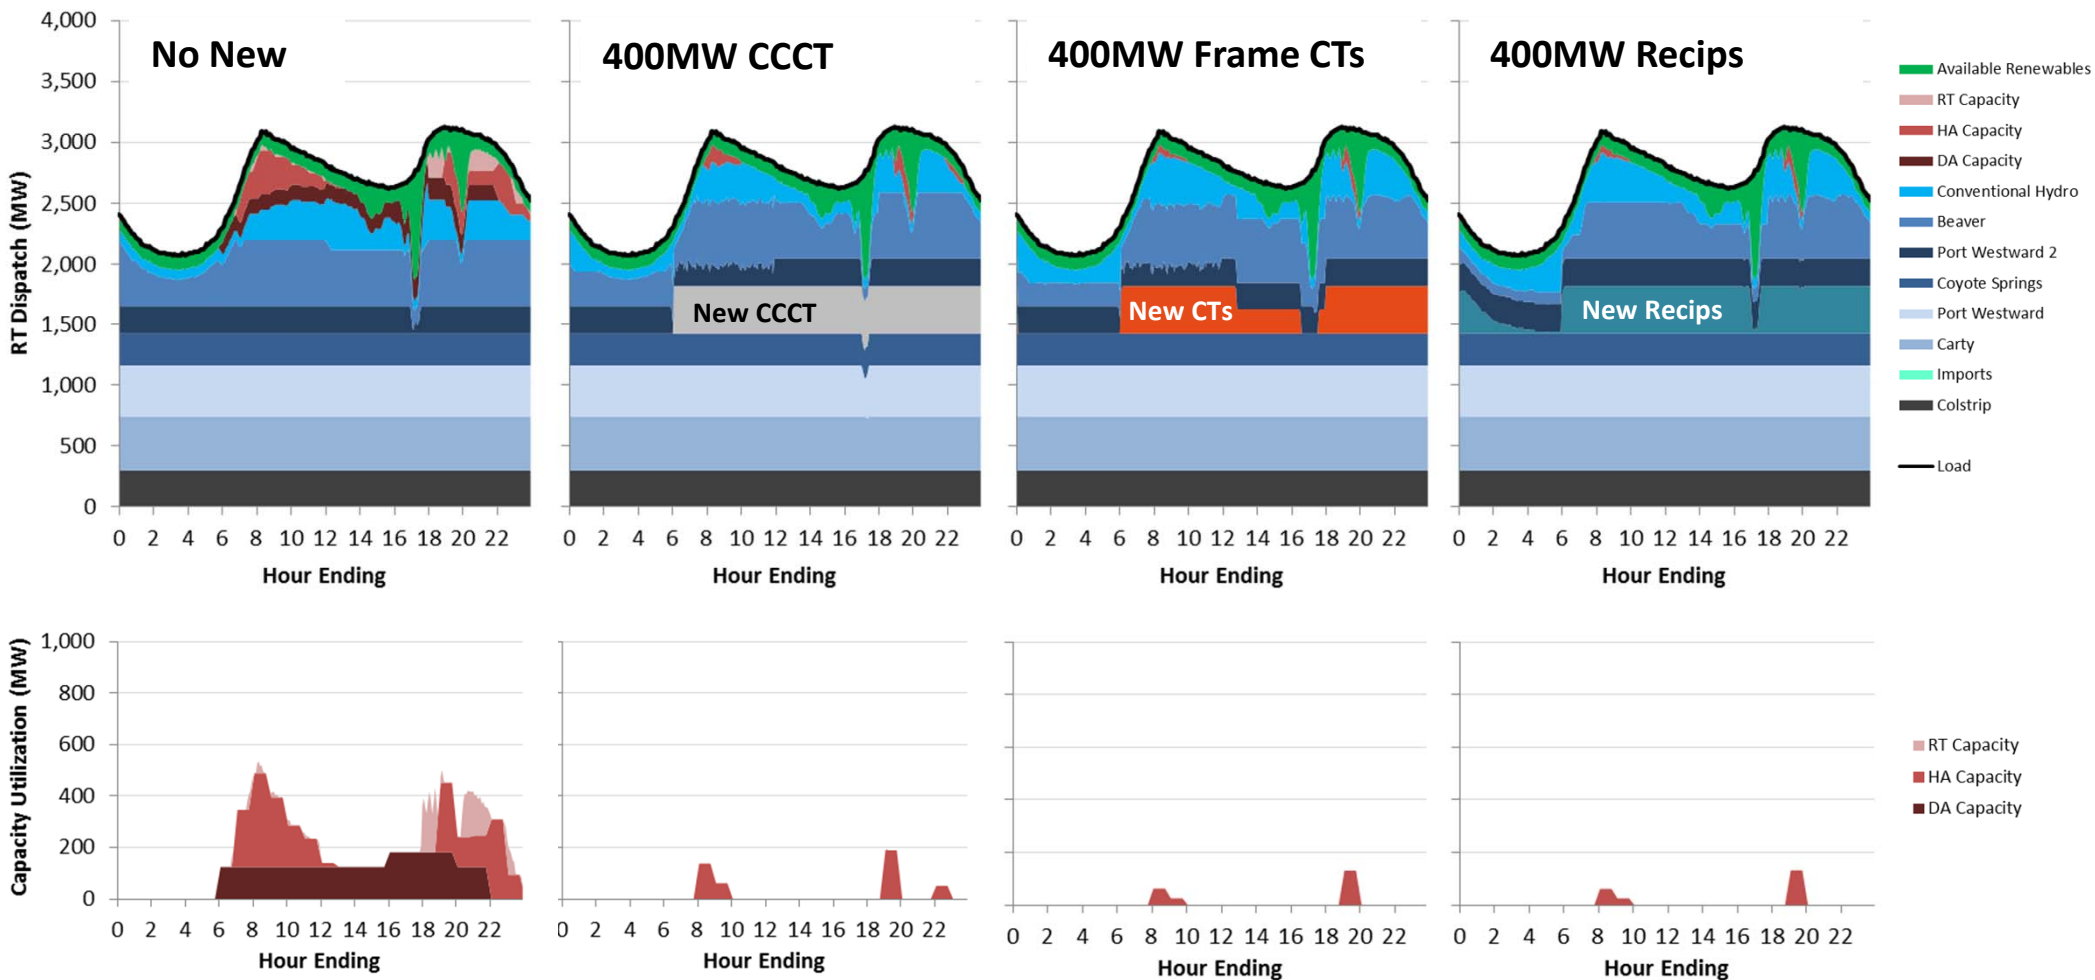 No New
400MW CCCT
400MW Frame CTs
400MW Recips
RT Dispatch (MW)
4,000
3,500
3,000
2,500
2,000
1,500
1,000
500
0
New CCCT
New CTs
New Recips
0 2 4 6 8 10 12 14 16 18 20 22
0 2 4 6 8 10 12 14 16 18 20 22
0 2 4 6 8 10 12 14 16 18 20 22
0 2 4 6 8 10 12 14 16 18 20 22
Hour Ending
Hour Ending
Hour Ending
Hour Ending
Available Renewables
RT Capacity
HA Capacity
DA Capacity
Conventional Hydro
Beaver
Port Westward 2
Coyote Springs
Port Westward
Carty
Imports
Colstrip
Load
Capacity Utilization (MW)
1,000
800
600
400
200
0
0 2 4 6 8 10 12 14 16 18 20 22
0 2 4 6 8 10 12 14 16 18 20 22
0 2 4 6 8 10 12 14 16 18 20 22
0 2 4 6 8 10 12 14 16 18 20 22
Hour Ending
Hour Ending
Hour Ending
Hour Ending
RT Capacity
HA Capacity
DA Capacity